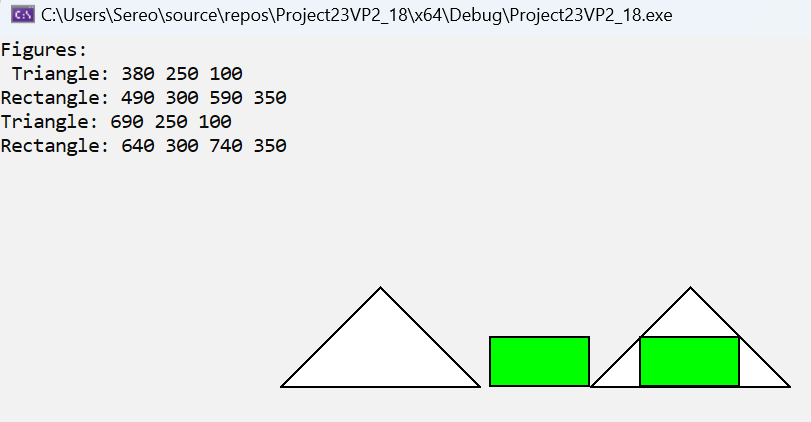 C:\Users\Sereo\source\repos\Project23VP2_18\x64\Debug\Project23VP2_18.exe
Figures:
Triangle: 380 250 100
Rectangle: 490 300 590 350
Triangle: 690 250 100
Rectangle: 640 300 740 350